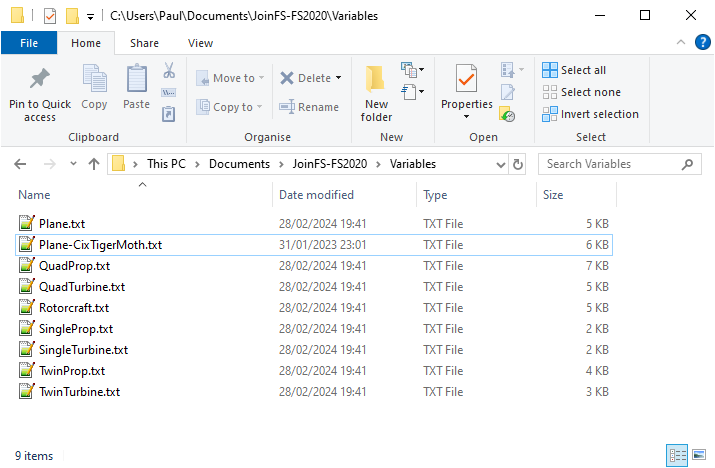 C:\Users\Paul\Documents\JoinFS-FS2020\Variables
File Home Share View
Pin to Quick access
Copy
Paste
Clipboard
Move to
Copy to
Delete
Rename
Organise
New folder
New
Properties
Open
Select all
Select none
Invert selection
Select
This PC > Documents > JoinFS-FS2020 > Variables
Search Variables
Name Date modified Type Size
Plane.txt 28/02/2024 19:41 TXT File 5 KB
Plane-CixTigerMoth.txt 31/01/2023 23:01 TXT File 6 KB
QuadProp.txt 28/02/2024 19:41 TXT File 7 KB
QuadTurbine.txt 28/02/2024 19:41 TXT File 5 KB
Rotorcraft.txt 28/02/2024 19:41 TXT File 5 KB
SingleProp.txt 28/02/2024 19:41 TXT File 2 KB
SingleTurbine.txt 28/02/2024 19:41 TXT File 2 KB
TwinProp.txt 28/02/2024 19:41 TXT File 4 KB
TwinTurbine.txt 28/02/2024 19:41 TXT File 3 KB
9 items